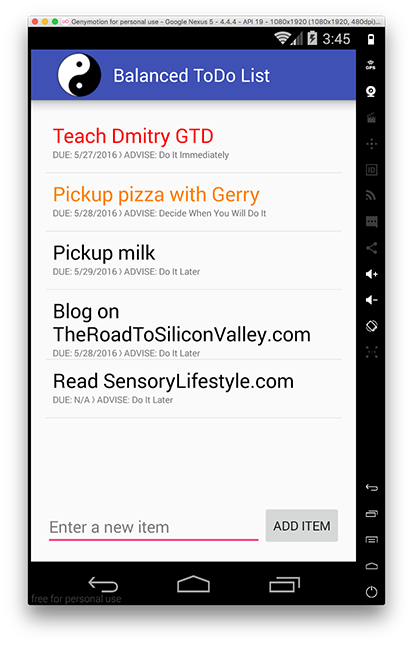 Genymotion for personal use - Google Nexus 5 - 4.4.4 - API 19 - 1080x1920 (1080x1920, 480dpi)...
3:45
GPS
Balanced ToDo List
Teach Dmitry GTD
DUE: 5/27/2016 〉ADVISE: Do It Immediately
Pickup pizza with Gerry
DUE: 5/28/2016 〉ADVISE: Decide When You Will Do It
Pickup milk
DUE: 5/29/2016 〉ADVISE: Do It Later
Blog on
TheRoadToSiliconValley.com
DUE: 5/28/2016 〉ADVISE: Do It Later
Read SensoryLifestyle.com
DUE: N/A 〉ADVISE: Do It Later
ID
Enter a new item
ADD ITEM
free for personal use